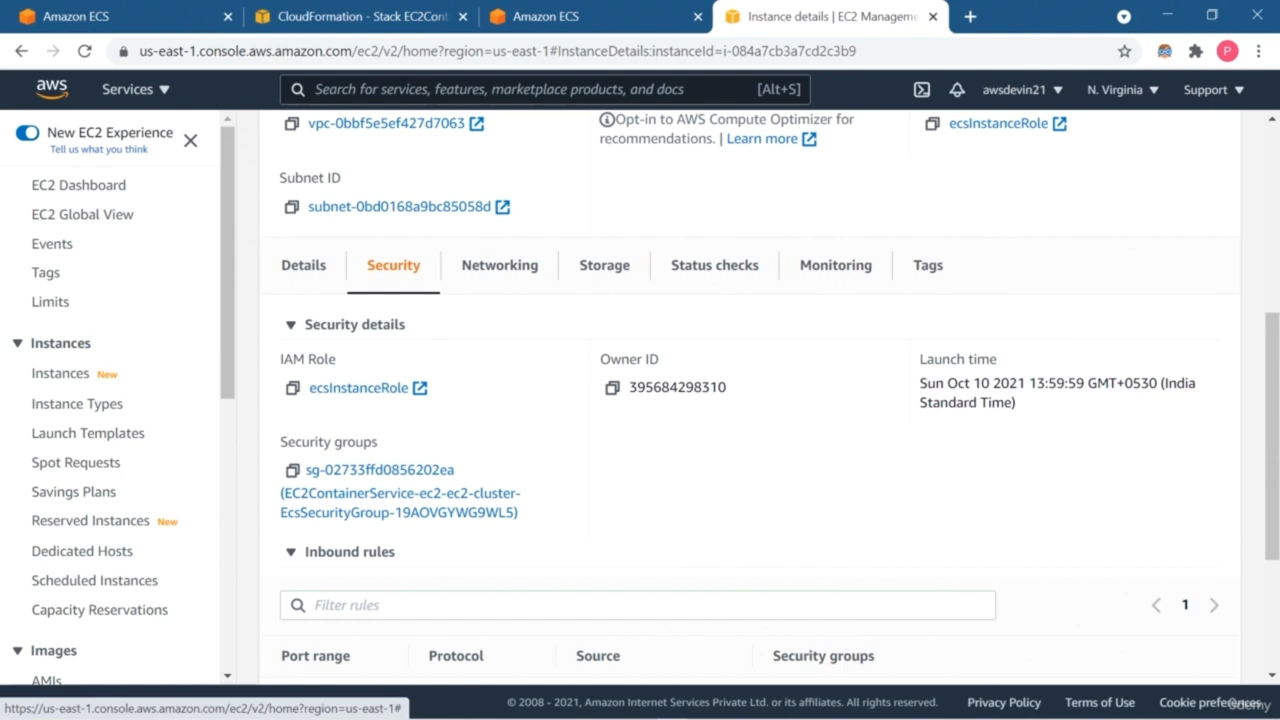 Amazon ECS
CloudFormation - Stack EC2Cont
Amazon ECS
Instance details | EC2 Manageme
us-east-1.console.aws.amazon.com/ec2/v2/home?region=us-east-1#InstanceDetails:instanceId=i-084a7cb3a7cd2c3b9
P
aws
Services
Search for services, features, marketplace products, and docs
[Alt+S]
awsdevin21
N. Virginia
Support
New EC2 Experience
Tell us what you think
EC2 Dashboard
EC2 Global View
Events
Tags
Limits
Instances
Instances New
Instance Types
Launch Templates
Spot Requests
Savings Plans
Reserved Instances New
Dedicated Hosts
Scheduled Instances
Capacity Reservations
Images
AMIs
vpc-0bbf5e5ef427d7063
Opt-in to AWS Compute Optimizer for
recommendations. | Learn more
ecsInstanceRole
Subnet ID
subnet-0bd0168a9bc85058d
Details
Security
Networking
Storage
Status checks
Monitoring
Tags
Security details
IAM Role
ecsInstanceRole
Owner ID
395684298310
Launch time
Sun Oct 10 2021 13:59:59 GMT+0530 (India
Standard Time)
Security groups
sg-02733ffd0856202ea
(EC2ContainerService-ec2-ec2-cluster-
EcsSecurityGroup-19AOVGYWG9WL5)
Inbound rules
Filter rules
1
Port range
Protocol
Source
Security groups
https://us-east-1.console.aws.amazon.com/ec2/v2/home?region=us-east-1#
© 2008 - 2021, Amazon Internet Services Private Ltd. or its affiliates. All rights reserved.
Privacy Policy
Terms of Use
Cookie preferences
Udemy